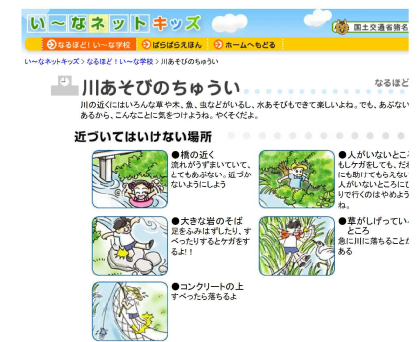 い〜なネットキッズ
国土交通省猪名
なるほど!い〜な学校
ぱらぱらえほん
ホームへもどる
い〜なネットキッズ > なるほど!い〜な学校 > 川あそびのちゅうい
川あそびのちゅうい
なるほど
川の近くにはいろんな草や木、魚、虫などがいるし、水あそびもできて楽しいよね。でも、あぶない
あるから、こんなことに気をつけようね。やくそくだよ。
近づいてはいけない場所
●橋の近く
流れがうずまいていて、
とてもあぶない。近づか
ないようにしよう
●人がいないとこ
もしケガをしても、だれ
にも助けてもらえない
人がいないところにひ
りで行くのはやめよう
ね。
●大きな岩のそば
足をふみはずしたり、す
べったりするとケガをす
るよ!!
●草がしげってい
ところ
急に川に落ちることが
ある
●コンクリートの上
すべったら落ちるよ